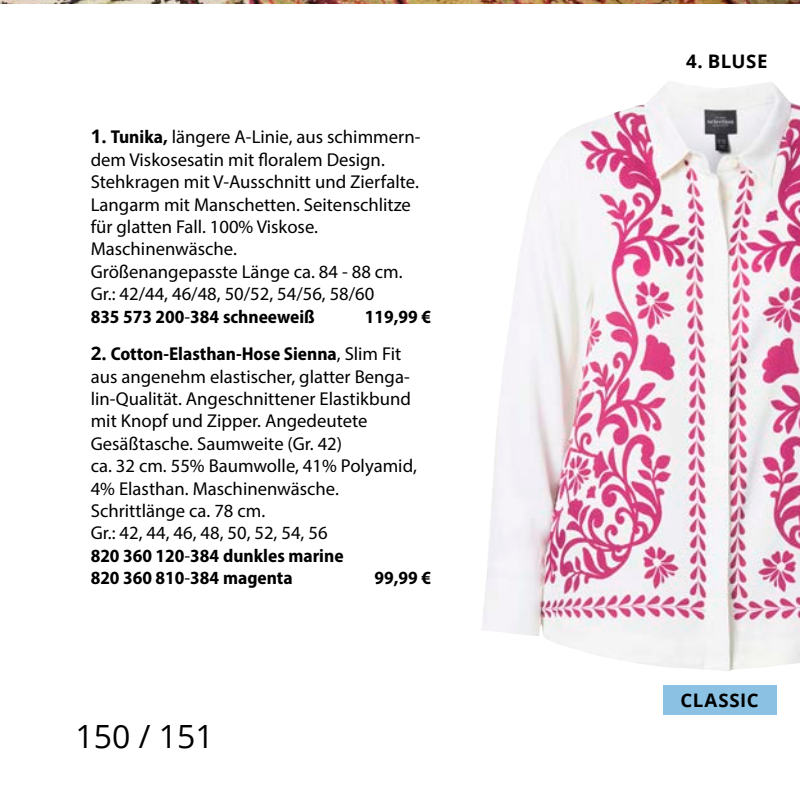 4. BLUSE
1. Tunika, längere A-Linie, aus schimmern-
dem Viskosesatin mit floralem Design.
Stehkragen mit V-Ausschnitt und Zierfalte.
Langarm mit Manschetten. Seitenschlitze
für glatten Fall. 100% Viskose.
Maschinenwäsche.
Größenangepasste Länge ca. 84 - 88 cm.
Gr.: 42/44, 46/48, 50/52, 54/56, 58/60
835 573 200-384 schneeweiß 119,99 €
2. Cotton-Elasthan-Hose Sienna, Slim Fit
aus angenehm elastischer, glatter Benga-
lin-Qualität. Angeschnittener Elastikbund
mit Knopf und Zipper. Angedeutete
Gesäßtasche. Saumweite (Gr. 42)
ca. 32 cm. 55% Baumwolle, 41% Polyamid,
4% Elasthan. Maschinenwäsche.
Schrittlänge ca. 78 cm.
Gr.: 42, 44, 46, 48, 50, 52, 54, 56
820 360 120-384 dunkles marine
820 360 810-384 magenta 99,99 €
CLASSIC
150 / 151